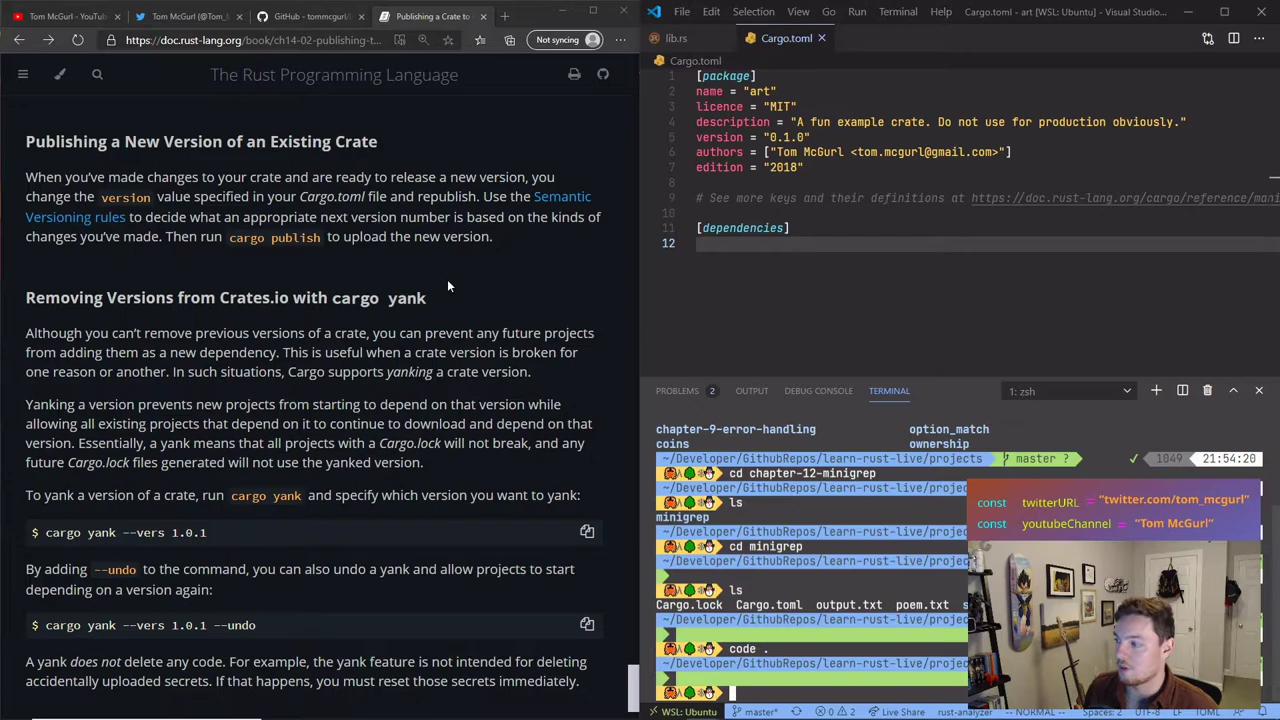 Tom McGurl - YouTub
Tom McGurl (@Tom_
GitHub - tommcgurl/
Publishing a Crate to
https://doc.rust-lang.org/book/ch14-02-publishing-t...
Not syncing
The Rust Programming Language
Publishing a New Version of an Existing Crate
When you've made changes to your crate and are ready to release a new version, you
change the version value specified in your Cargo.toml file and republish. Use the Semantic
Versioning rules to decide what an appropriate next version number is based on the kinds of
changes you've made. Then run cargo publish to upload the new version.
Removing Versions from Crates.io with cargo yank
Although you can't remove previous versions of a crate, you can prevent any future projects
from adding them as a new dependency. This is useful when a crate version is broken for
one reason or another. In such situations, Cargo supports yanking a crate version.
Yanking a version prevents new projects from starting to depend on that version while
allowing all existing projects that depend on it to continue to download and depend on that
version. Essentially, a yank means that all projects with a Cargo.lock will not break, and any
future Cargo.lock files generated will not use the yanked version.
To yank a version of a crate, run cargo yank and specify which version you want to yank:
$ cargo yank --vers 1.0.1
By adding --undo to the command, you can also undo a yank and allow projects to start
depending on a version again:
$ cargo yank --vers 1.0.1 --undo
A yank does not delete any code. For example, the yank feature is not intended for deleting
accidentally uploaded secrets. If that happens, you must reset those secrets immediately.
File Edit Selection View Go Run Terminal Help Cargo.toml - art [WSL: Ubuntu] - Visual Studio...
lib.rs
Cargo.toml
Cargo.toml
1 [package]
2 name = "art"
3 licence = "MIT"
4 description = "A fun example crate. Do not use for production obviously."
5 version = "0.1.0"
6 authors = ["Tom McGurl <tom.mcgurl@gmail.com>"]
7 edition = "2018"
8
9 # See more keys and their definitions at https://doc.rust-lang.org/cargo/reference/mani
10
11 [dependencies]
12
PROBLEMS 2 OUTPUT DEBUG CONSOLE TERMINAL 1: zsh
chapter-9-error-handling option_match
coins ownership
~/Developer/GithubRepos/learn-rust-live/projects master ? ✓ 1049 21:54:20
cd chapter-12-minigrep
~/Developer/GithubRepos/learn-rust-live/projec
ls
minigrep
~/Developer/GithubRepos/learn-rust-live/projec
cd minigrep
~/Developer/GithubRepos/learn-rust-live/projec
ls
Cargo.lock Cargo.toml output.txt poem.txt s
~/Developer/GithubRepos/learn-rust-live/projec
code .
~/Developer/GithubRepos/learn-rust-live/projec
const twitterURL = "twitter.com/tom_mcgurl"
const youtubeChannel = "Tom McGurl"
WSL: Ubuntu master* 0 2 Live Share rust-analyzer -- NORMAL -- Spaces: 2 UTF-8 LF TOML